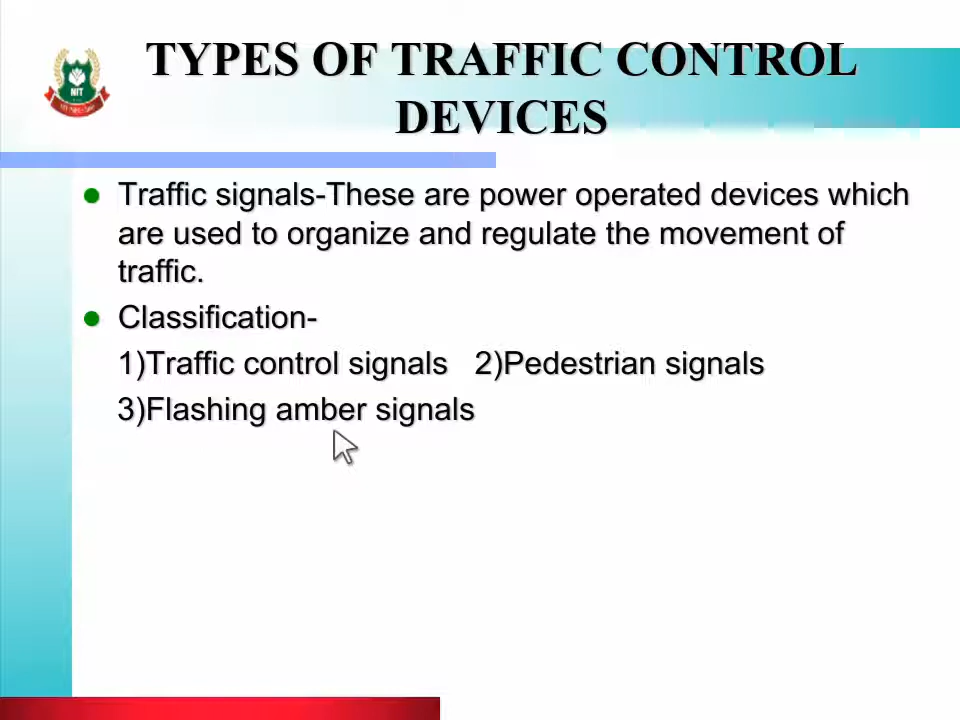 TYPES OF TRAFFIC CONTROL
DEVICES
NIT
Traffic signals-These are power operated devices which
are used to organize and regulate the movement of
traffic.
Classification-
1)Traffic control signals 2)Pedestrian signals
3)Flashing amber signals